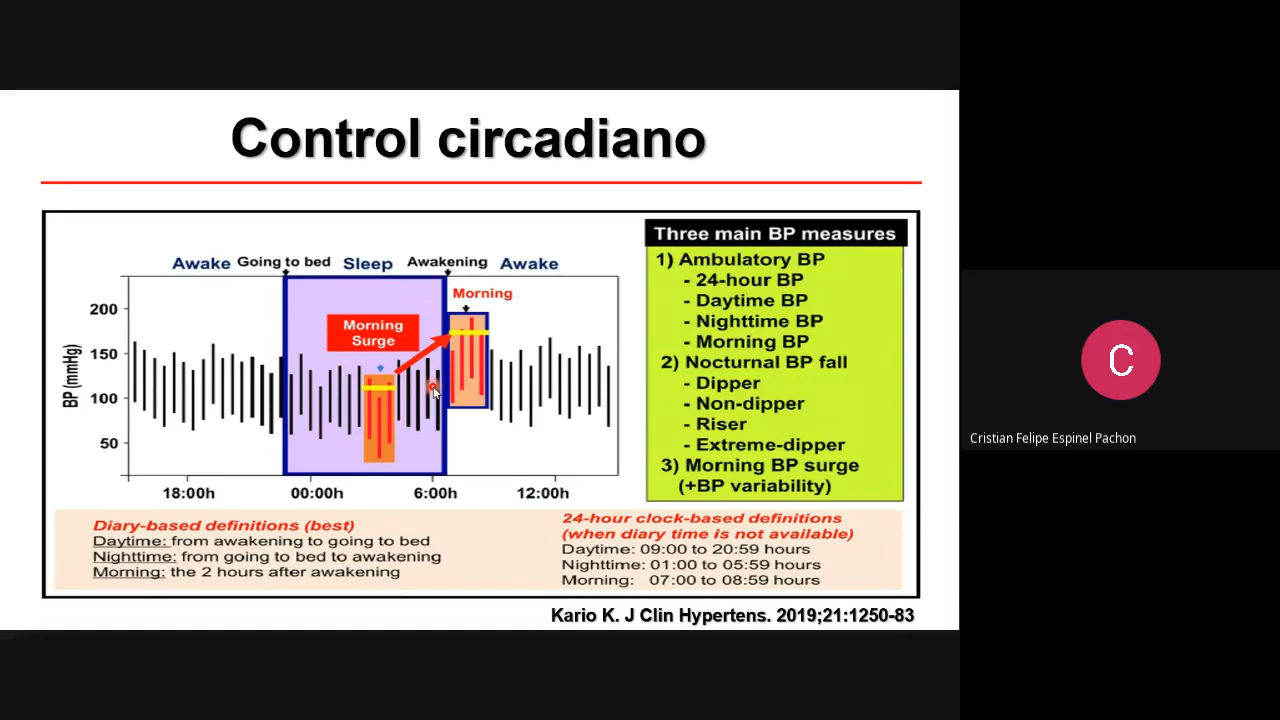 Control circadiano
Awake Going to bed Sleep Awakening Awake
Morning
Morning
Surge
BP (mmHg)
200
150
100
50
18:00h 00:00h 6:00h 12:00h
Three main BP measures
1) Ambulatory BP
- 24-hour BP
- Daytime BP
- Nighttime BP
- Morning BP
2) Nocturnal BP fall
- Dipper
- Non-dipper
- Riser
- Extreme-dipper
3) Morning BP surge
(+BP variability)
Diary-based definitions (best)
Daytime: from awakening to going to bed
Nighttime: from going to bed to awakening
Morning: the 2 hours after awakening
24-hour clock-based definitions
(when diary time is not available)
Daytime: 09:00 to 20:59 hours
Nighttime: 01:00 to 05:59 hours
Morning: 07:00 to 08:59 hours
Kario K. J Clin Hypertens. 2019;21:1250-83
C
Cristian Felipe Espinel Pachon